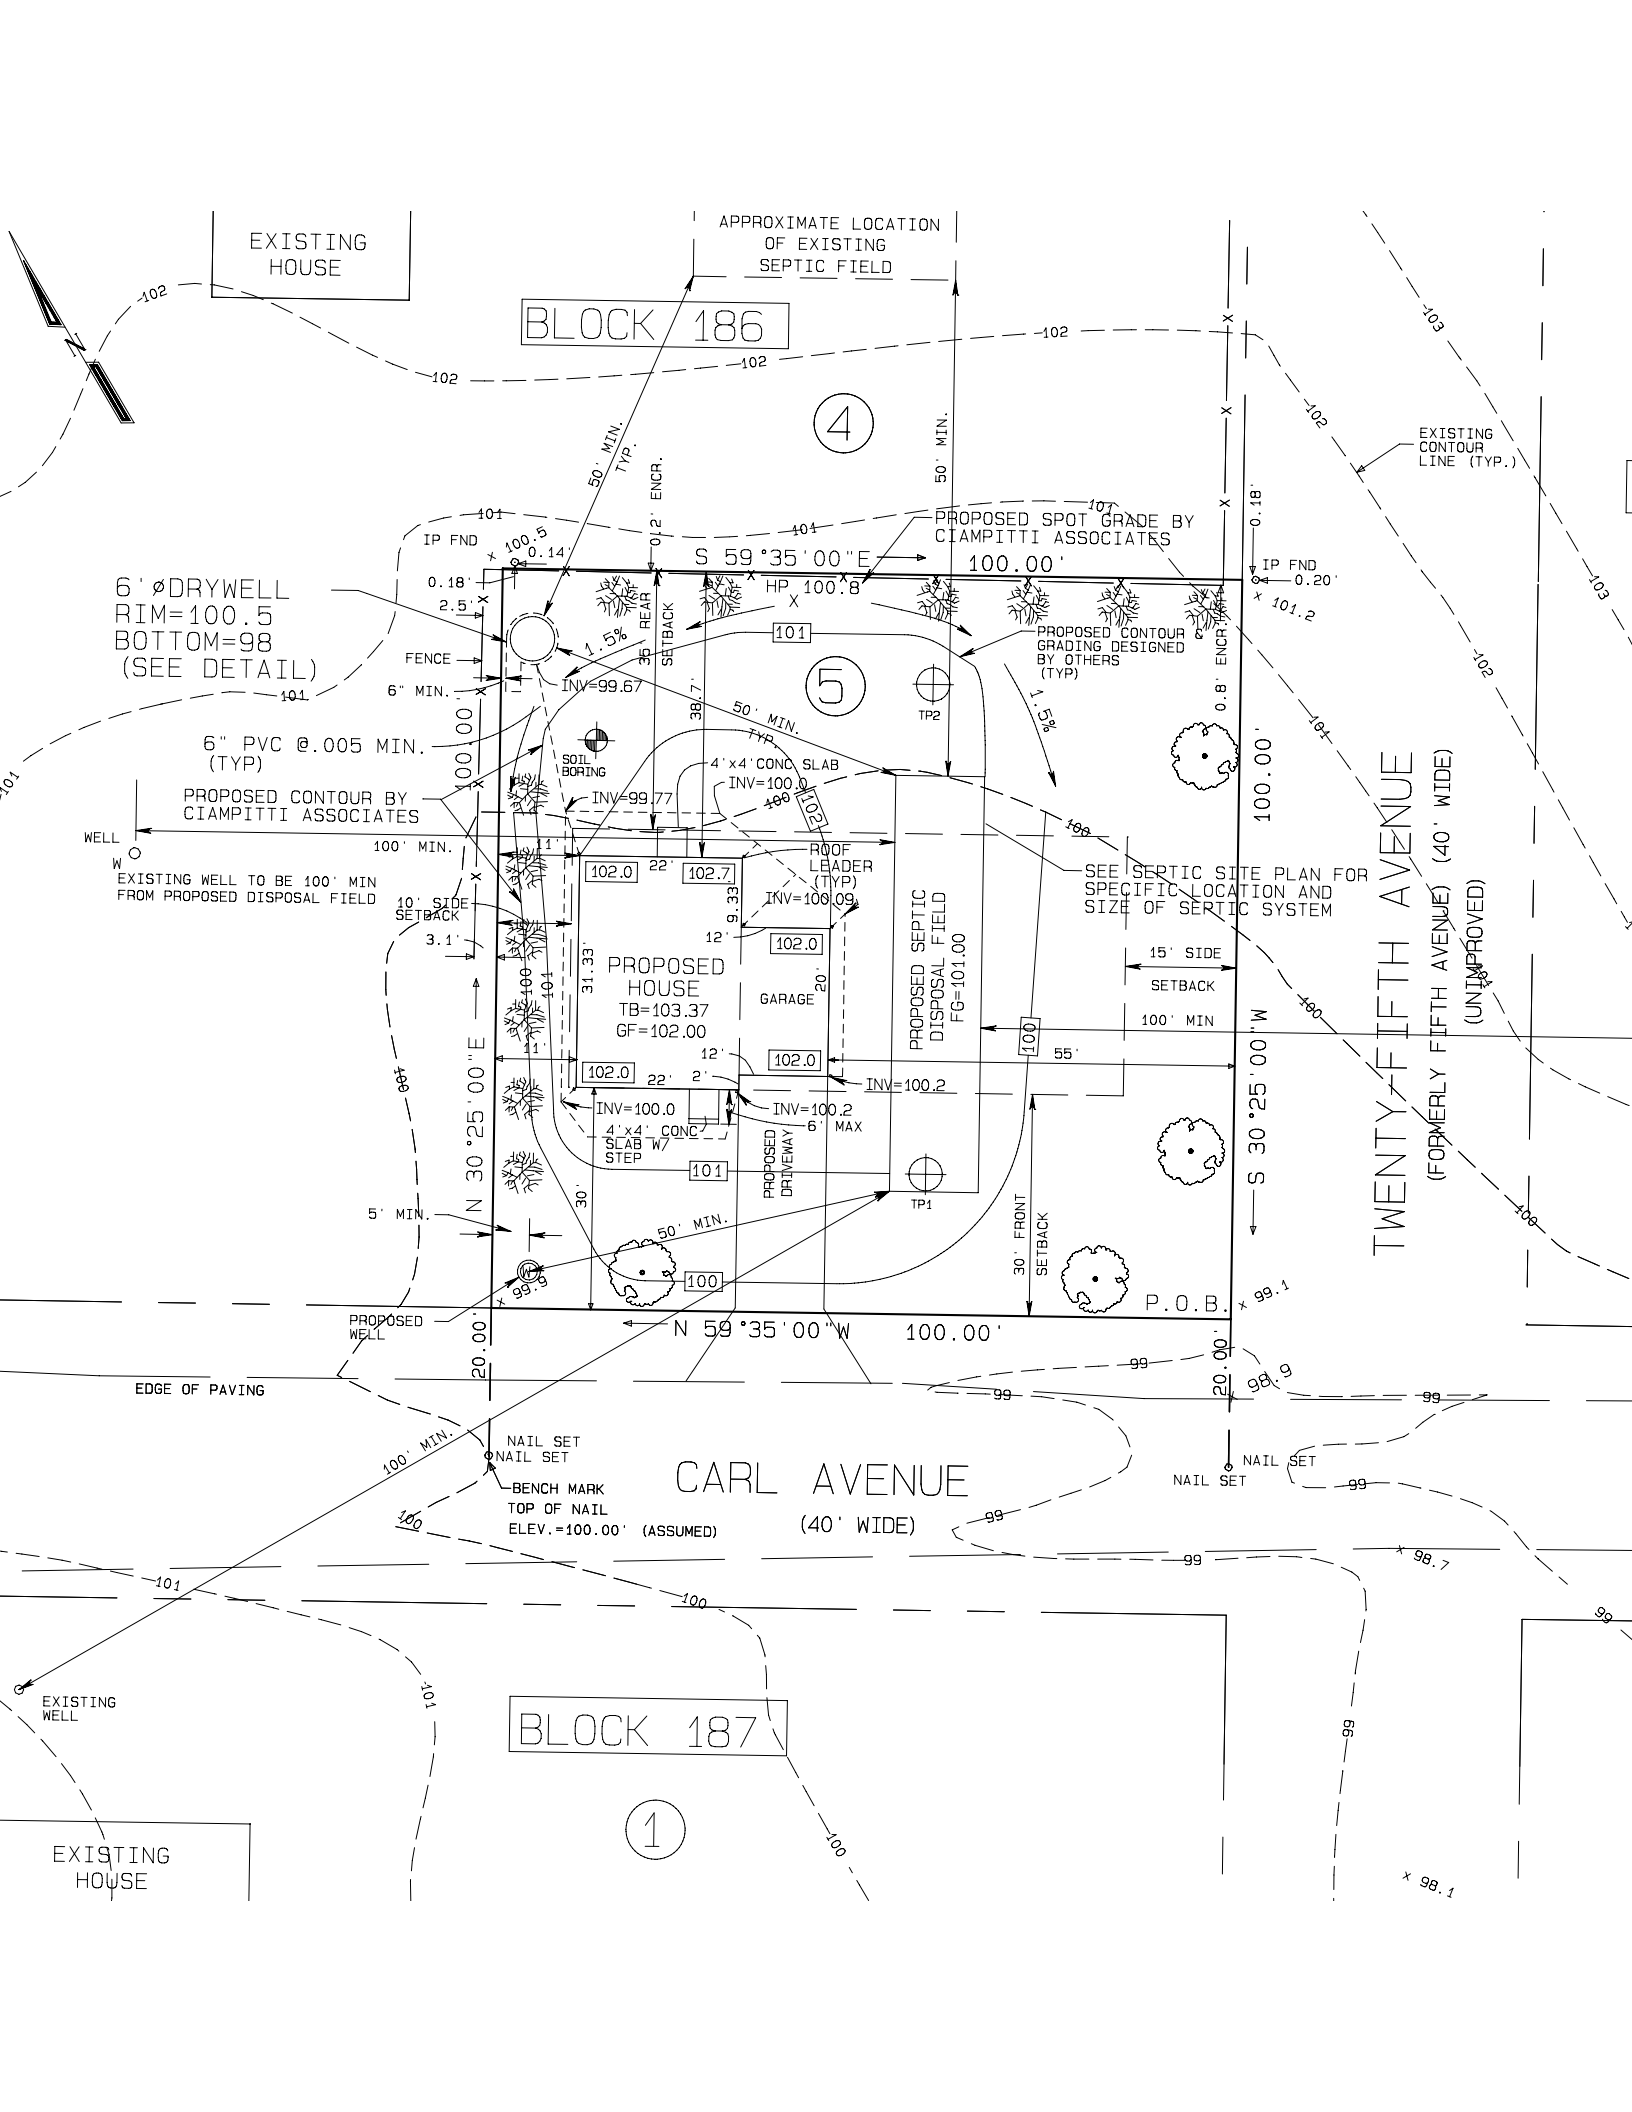 APPROXIMATE LOCATION
OF EXISTING
SEPTIC FIELD
EXISTING
HOUSE
BLOCK 186
N
102
102
102
102
103
102
103
102
4
EXISTING
CONTOUR
LINE (TYP.)
50' MIN.
TYP.
50' MIN.
0.2' ENCR.
0.18'
101
101
101
101
101
PROPOSED SPOT GRADE BY
CIAMPITTI ASSOCIATES
IP FND
100.5
0.14'
S 59°35'00"E
100.00'
IP FND
0.20'
101.2
0.18'
2.5'
6'øDRYWELL
RIM=100.5
BOTTOM=98
(SEE DETAIL)
FENCE
6" MIN.
HP 100.8
35' REAR
SETBACK
38.7'
1.5%
INV=99.67
101
PROPOSED CONTOUR &
GRADING DESIGNED
BY OTHERS
(TYP)
0.8' ENCR.
1.5%
5
TP2
50' MIN.
TYP.
100.00'
100.00'
6" PVC @.005 MIN.
(TYP)
SOIL
BORING
4'x4'CONC SLAB
INV=100.0
INV=99.77
100
102
100
101
PROPOSED CONTOUR BY
CIAMPITTI ASSOCIATES
WELL
W
100' MIN.
EXISTING WELL TO BE 100' MIN
FROM PROPOSED DISPOSAL FIELD
10' SIDE
SETBACK
3.1'
11'
22'
102.0
102.7
ROOF
LEADER
(TYP)
INV=100.09
9.33'
12'
102.0
SEE SEPTIC SITE PLAN FOR
SPECIFIC LOCATION AND
SIZE OF SERTIC SYSTEM
100
101
31.33'
PROPOSED
HOUSE
TB=103.37
GF=102.00
GARAGE
20'
PROPOSED SEPTIC
DISPOSAL FIELD
FG=101.00
15' SIDE
SETBACK
100' MIN
100
100
55'
TWENTY-FIFTH AVENUE
(FORMERLY FIFTH AVENUE) (40' WIDE)
(UNIMPROVED)
101
100
N 30°25'00"E
S 30°25'00"W
100
11'
102.0
22'
2'
12'
102.0
INV=100.2
INV=100.0
INV=100.2
6' MAX
4'x4' CONC
SLAB W/
STEP
101
PROPOSED
DRIVEWAY
TP1
30'
30' FRONT
SETBACK
5' MIN.
50' MIN.
W
99.9
100
P.O.B.
99.1
PROPOSED
WELL
N 59°35'00"W
100.00'
20.00'
20.00'
99
99
99
98.9
EDGE OF PAVING
100' MIN.
NAIL SET
NAIL SET
NAIL SET
NAIL SET
BENCH MARK
TOP OF NAIL
ELEV.=100.00' (ASSUMED)
CARL AVENUE
(40' WIDE)
99
99
99
99
98.7
100
101
100
EXISTING
WELL
101
BLOCK 187
99
1
100
EXISTING
HOUSE
98.1